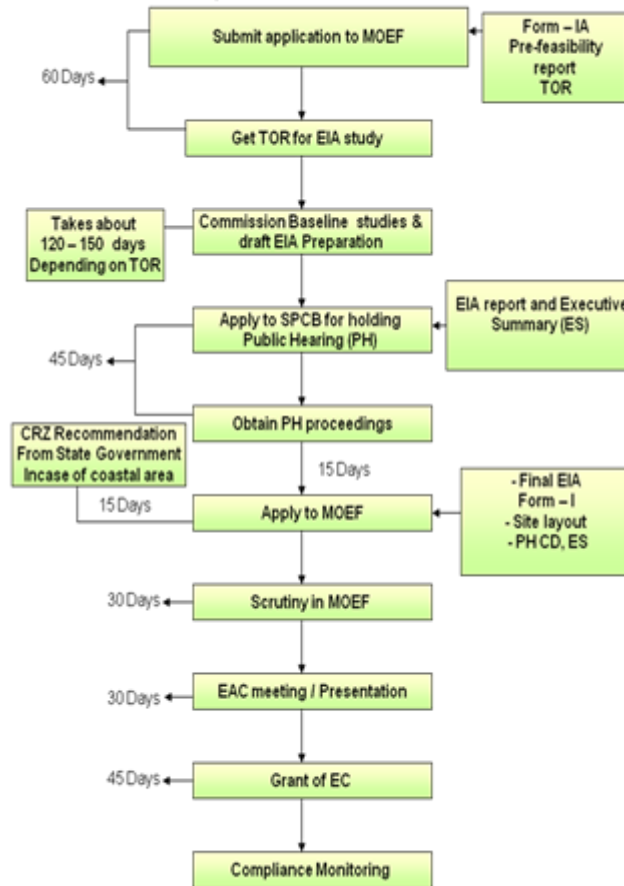 Submit application to MOEF
Form – IA
Pre-feasibility
report
TOR
60 Days
Get TOR for EIA study
Takes about
120 – 150 days
Depending on TOR
Commission Baseline studies &
draft EIA Preparation
Apply to SPCB for holding
Public Hearing (PH)
EIA report and Executive
Summary (ES)
45 Days
Obtain PH proceedings
CRZ Recommendation
From State Government
Incase of coastal area
15 Days
15 Days
Apply to MOEF
- Final EIA
Form – I
- Site layout
- PH CD, ES
30 Days
Scrutiny in MOEF
30 Days
EAC meeting / Presentation
45 Days
Grant of EC
Compliance Monitoring